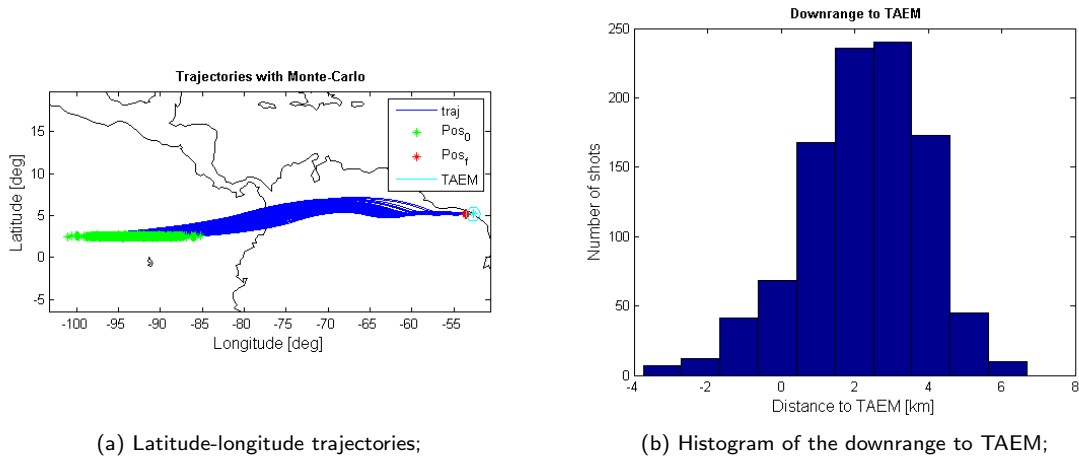 Trajectories with Monte-Carlo
traj
Pos0
Posf
TAEM
15
10
5
0
-5
Latitude [deg]
-100 -95 -90 -85 -80 -75 -70 -65 -60 -55
Longitude [deg]
(a) Latitude-longitude trajectories;
Downrange to TAEM
250
200
150
100
50
0
Number of shots
-4 -2 0 2 4 6 8
Distance to TAEM [km]
(b) Histogram of the downrange to TAEM;